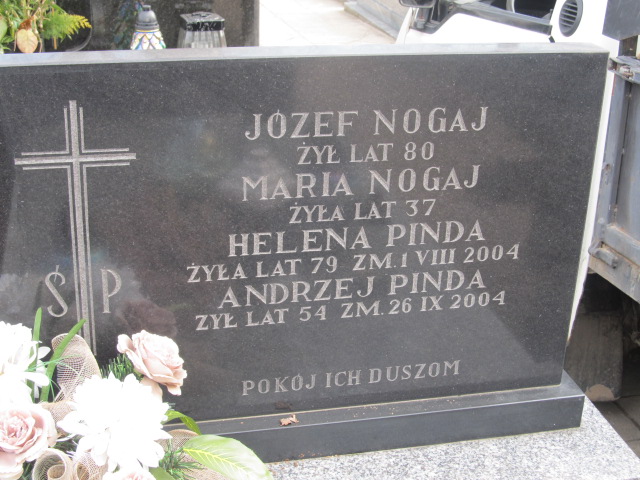 JÓZEF NOGAJ
ŻYŁ LAT 80
MARIA NOGAJ
ŻYŁA LAT 37
HELENA PINDA
ŻYŁA LAT 79 ZM. 1 VIII 2004
ANDRZEJ PINDA
ŻYŁ LAT 54 ZM. 26 IX 2004
Ś P
POKÓJ ICH DUSZOM